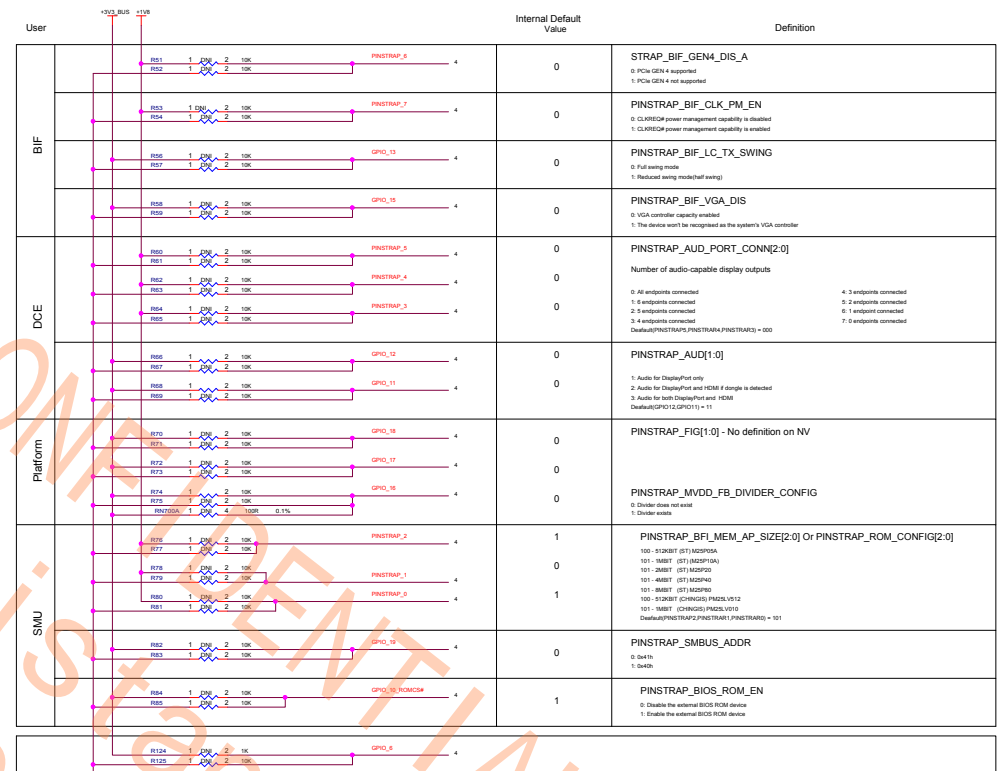 +3V3_BUS +1V8
User Internal Default Value Definition
BIF
R51 1 DNI 2 10K PINSTRAP_6 4
R52 1 DNI 2 10K
0
STRAP_BIF_GEN4_DIS_A
0: PCIe GEN 4 supported
1: PCIe GEN 4 not supported
R53 1 DNI 2 10K PINSTRAP_7 4
R54 1 DNI 2 10K
0
PINSTRAP_BIF_CLK_PM_EN
0: CLKREQ# power management capability is disabled
1: CLKREQ# power management capability is enabled
R56 1 DNI 2 10K GPIO_13 4
R57 1 DNI 2 10K
0
PINSTRAP_BIF_LC_TX_SWING
0: Full swing mode
1: Reduced swing mode(half swing)
R58 1 DNI 2 10K GPIO_15 4
R59 1 DNI 2 10K
0
PINSTRAP_BIF_VGA_DIS
0: VGA controller capacity enabled
1: The device won't be recognised as the system's VGA controller
DCE
R60 1 DNI 2 10K PINSTRAP_5 4
R61 1 DNI 2 10K
0
R62 1 DNI 2 10K PINSTRAP_4 4
R63 1 DNI 2 10K
0
R64 1 DNI 2 10K PINSTRAP_3 4
R65 1 DNI 2 10K
0
PINSTRAP_AUD_PORT_CONN[2:0]
Number of audio-capable display outputs
0: All endpoints connected 4: 3 endpoints connected
1: 6 endpoints connected 5: 2 endpoints connected
2: 5 endpoints connected 6: 1 endpoint connected
3: 4 endpoints connected 7: 0 endpoints connected
Deafault(PINSTRAP5,PINSTRAR4,PINSTRAR3) = 000
R66 1 DNI 2 10K GPIO_12 4
R67 1 DNI 2 10K
0
R68 1 DNI 2 10K GPIO_11 4
R69 1 DNI 2 10K
0
PINSTRAP_AUD[1:0]
1: Audio for DisplayPort only
2: Audio for DisplayPort and HDMI if dongle is detected
3: Audio for both DisplayPort and HDMI
Deafault(GPIO12,GPIO11) = 11
Platform
R70 1 DNI 2 10K GPIO_18 4
R71 1 DNI 2 10K
0
R72 1 DNI 2 10K GPIO_17 4
R73 1 DNI 2 10K
0
PINSTRAP_FIG[1:0] - No definition on NV
R74 1 DNI 2 10K GPIO_16 4
R75 1 DNI 2 10K
RN700A 1 DNI 4 100R 0.1%
0
PINSTRAP_MVDD_FB_DIVIDER_CONFIG
0: Divider does not exist
1: Divider exists
SMU
R76 1 DNI 2 10K PINSTRAP_2 4
R77 1 DNI 2 10K
1
R78 1 DNI 2 10K PINSTRAP_1 4
R79 1 DNI 2 10K
0
R80 1 DNI 2 10K PINSTRAP_0 4
R81 1 DNI 2 10K
1
PINSTRAP_BFI_MEM_AP_SIZE[2:0] Or PINSTRAP_ROM_CONFIG[2:0]
100 - 512KBIT (ST) M25P05A
101 - 1MBIT (ST) (M25P10A)
101 - 2MBIT (ST) M25P20
101 - 4MBIT (ST) M25P40
101 - 8MBIT (ST) M25P80
100 - 512KBIT (CHINGIS) PM25LV512
101 - 1MBIT (CHINGIS) PM25LV010
Deafault(PINSTRAP2,PINSTRAR1,PINSTRAR0) = 101
R82 1 DNI 2 10K GPIO_19 4
R83 1 DNI 2 10K
0
PINSTRAP_SMBUS_ADDR
0: 0x41h
1: 0x40h
R84 1 DNI 2 10K GPIO_10_ROMCS# 4
R85 1 DNI 2 10K
1
PINSTRAP_BIOS_ROM_EN
0: Disable the external BIOS ROM device
1: Enable the external BIOS ROM device
R124 1 DNI 2 1K GPIO_6 4
R125 1 DNI 2 10K